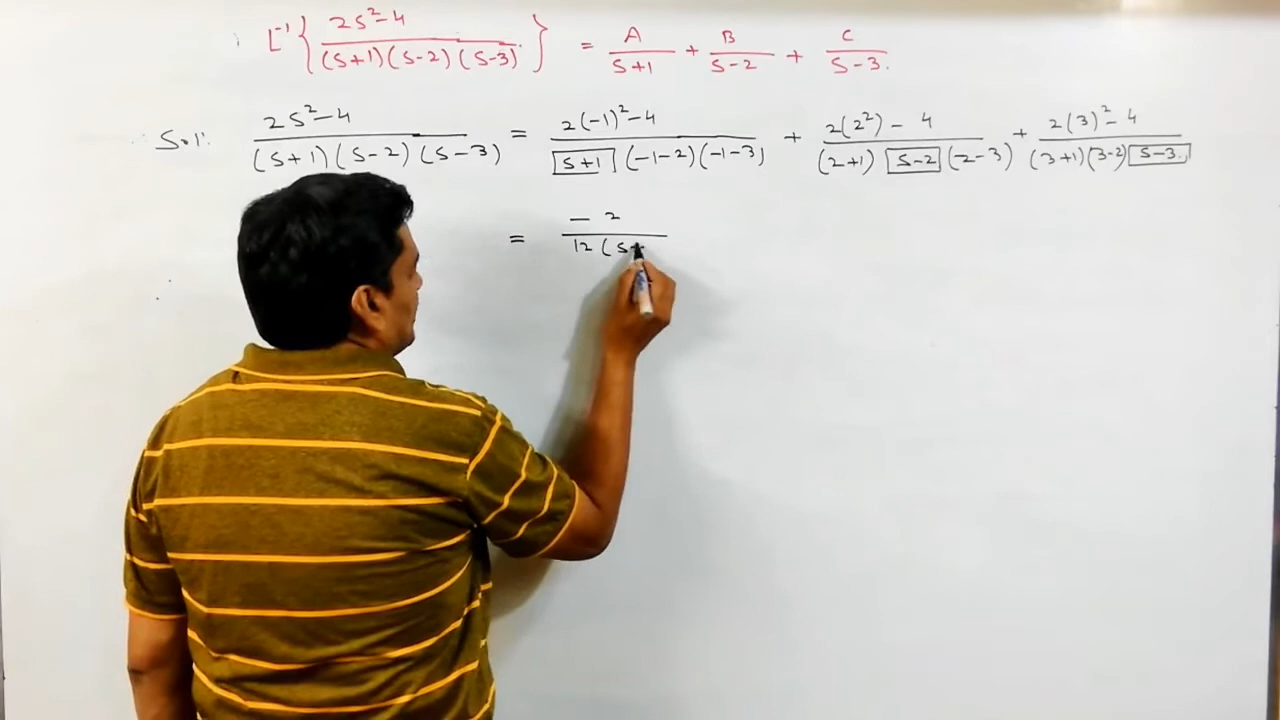 L⁻¹{ (2s²-4) / ((s+1)(s-2)(s-3)) } = A/(s+1) + B/(s-2) + C/(s-3).
Sol: (2s²-4) / ((s+1)(s-2)(s-3)) = (2(-1)²-4) / (s+1 (-1-2)(-1-3)) + (2(2²)-4) / ((2+1) s-2 (2-3)) + (2(3)²-4) / ((3+1)(3-2) s-3.)
= -2 / 12(s+